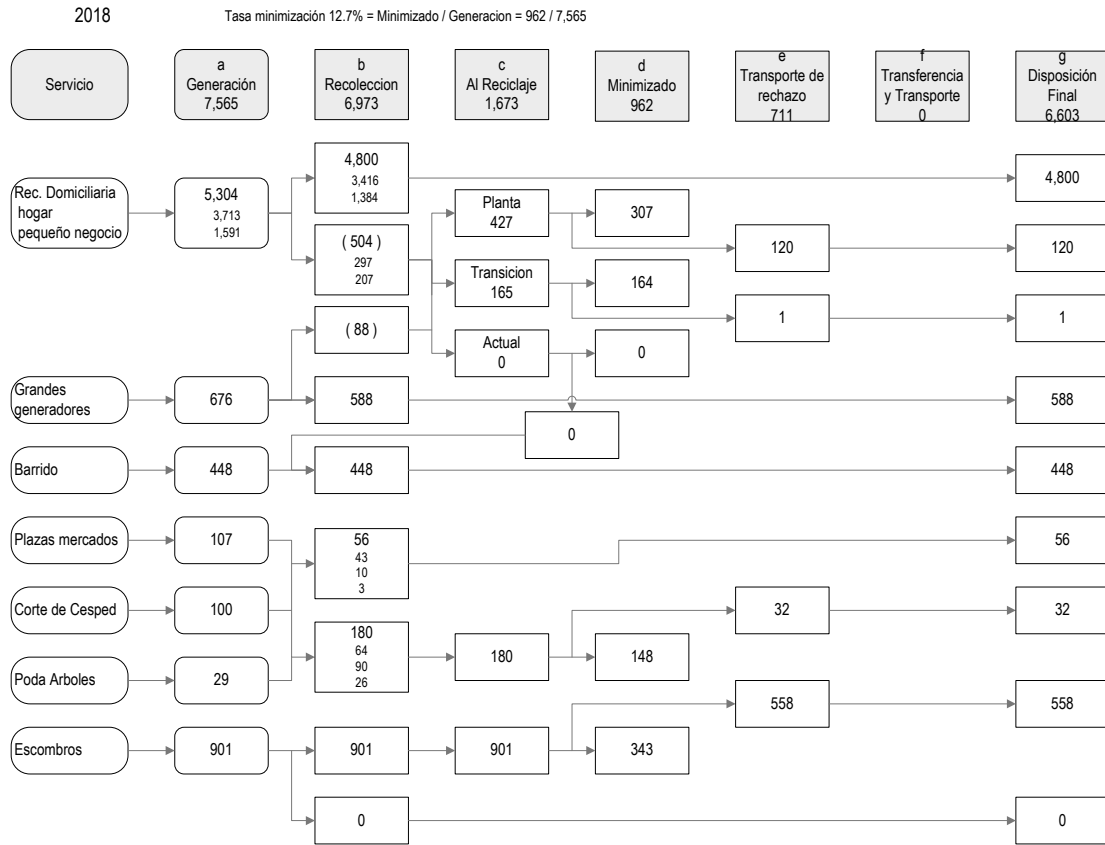 2018
Tasa minimización 12.7% = Minimizado / Generacion = 962 / 7,565
Servicio
a
Generación
7,565
b
Recoleccion
6,973
c
Al Reciclaje
1,673
d
Minimizado
962
e
Transporte de
rechazo
711
f
Transferencia
y Transporte
0
g
Disposición
Final
6,603
Rec. Domiciliaria
hogar
pequeño negocio
5,304
3,713
1,591
4,800
3,416
1,384
4,800
( 504 )
297
207
Planta
427
307
120
120
Transicion
165
164
1
1
( 88 )
Actual
0
0
0
Grandes
generadores
676
588
588
Barrido
448
448
448
Plazas mercados
107
56
43
10
3
56
Corte de Cesped
100
180
64
90
26
180
148
32
32
Poda Arboles
29
Escombros
901
901
901
343
558
558
0
0